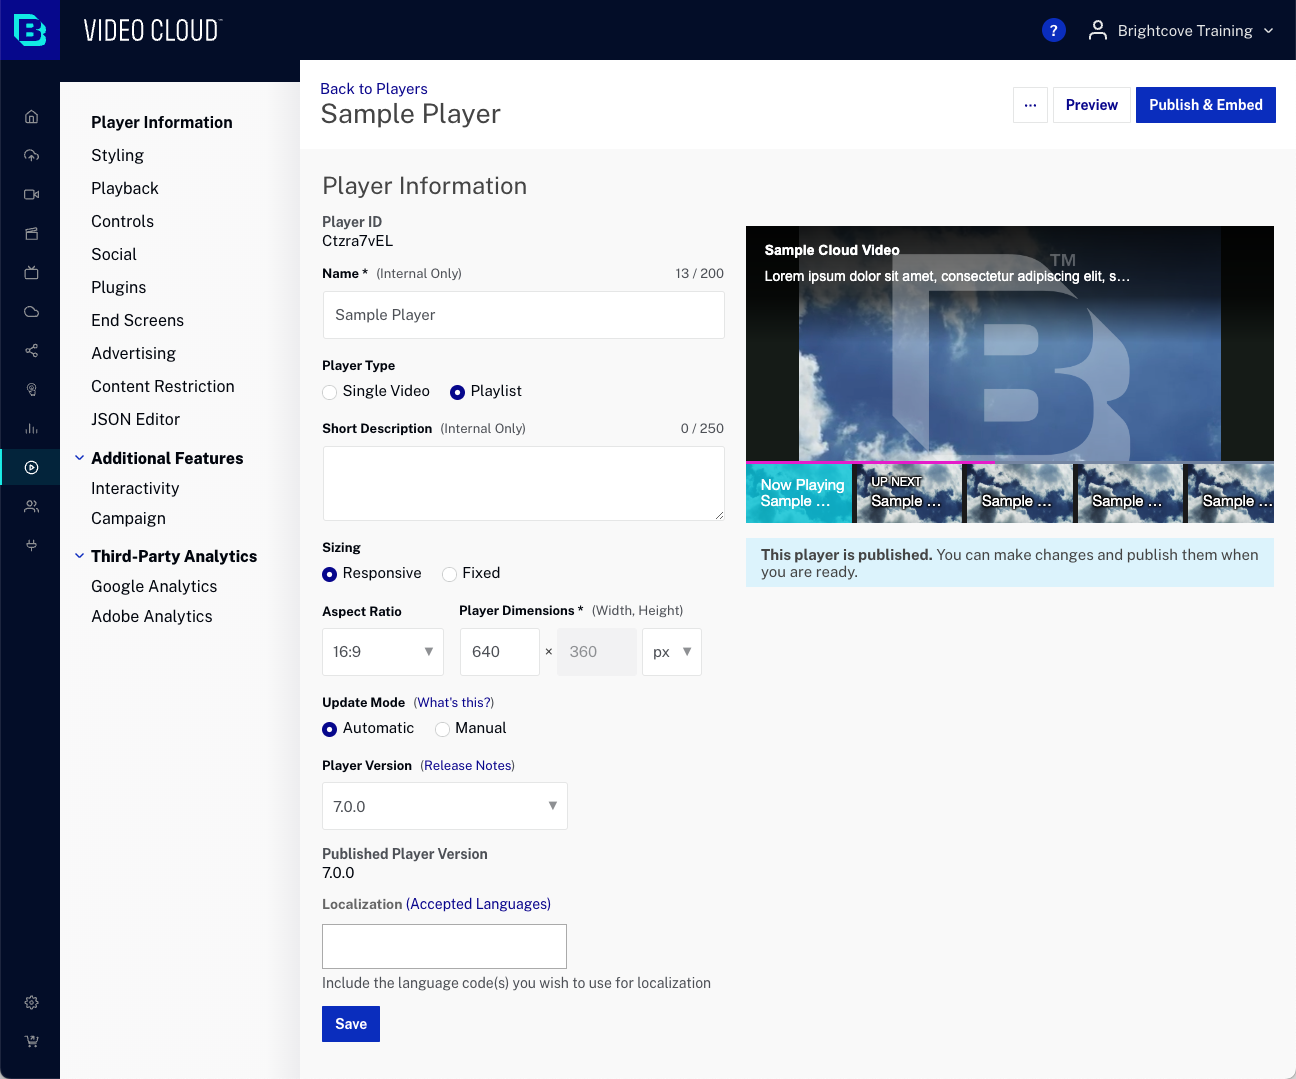 VIDEO CLOUD™
?
Brightcove Training
Back to Players
Sample Player
...
Preview
Publish & Embed
Player Information
Styling
Playback
Controls
Social
Plugins
End Screens
Advertising
Content Restriction
JSON Editor
Additional Features
Interactivity
Campaign
Third-Party Analytics
Google Analytics
Adobe Analytics
Player Information
Player ID
Ctzra7vEL
Name * (Internal Only) 13 / 200
Sample Player
Player Type
Single Video Playlist
Short Description (Internal Only) 0 / 250
Sizing
Responsive Fixed
Aspect Ratio Player Dimensions * (Width, Height)
16:9 640 × 360 px
Update Mode (What's this?)
Automatic Manual
Player Version (Release Notes)
7.0.0
Published Player Version
7.0.0
Localization (Accepted Languages)
Include the language code(s) you wish to use for localization
Save
Sample Cloud Video
TM
Lorem ipsum dolor sit amet, consectetur adipiscing elit, s...
B
Now Playing
Sample ...
UP NEXT
Sample ...
Sample ...
Sample ...
Sample ...
This player is published. You can make changes and publish them when
you are ready.